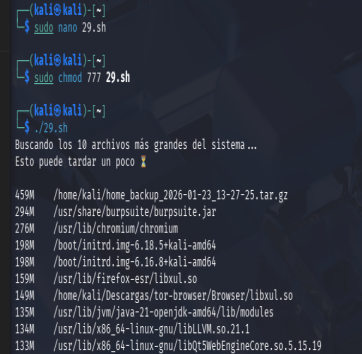 ┌──(kali㉿kali)-[~]
└─$ sudo nano 29.sh
┌──(kali㉿kali)-[~]
└─$ sudo chmod 777 29.sh
┌──(kali㉿kali)-[~]
└─$ ./29.sh
Buscando los 10 archivos más grandes del sistema...
Esto puede tardar un poco ⏳
459M /home/kali/home_backup_2026-01-23_13-27-25.tar.gz
294M /usr/share/burpsuite/burpsuite.jar
276M /usr/lib/chromium/chromium
198M /boot/initrd.img-6.18.5+kali-amd64
198M /boot/initrd.img-6.16.8+kali-amd64
159M /usr/lib/firefox-esr/libxul.so
149M /home/kali/Descargas/tor-browser/Browser/libxul.so
135M /usr/lib/jvm/java-21-openjdk-amd64/lib/modules
134M /usr/lib/x86_64-linux-gnu/libLLVM.so.21.1
133M /usr/lib/x86_64-linux-gnu/libQt5WebEngineCore.so.5.15.19